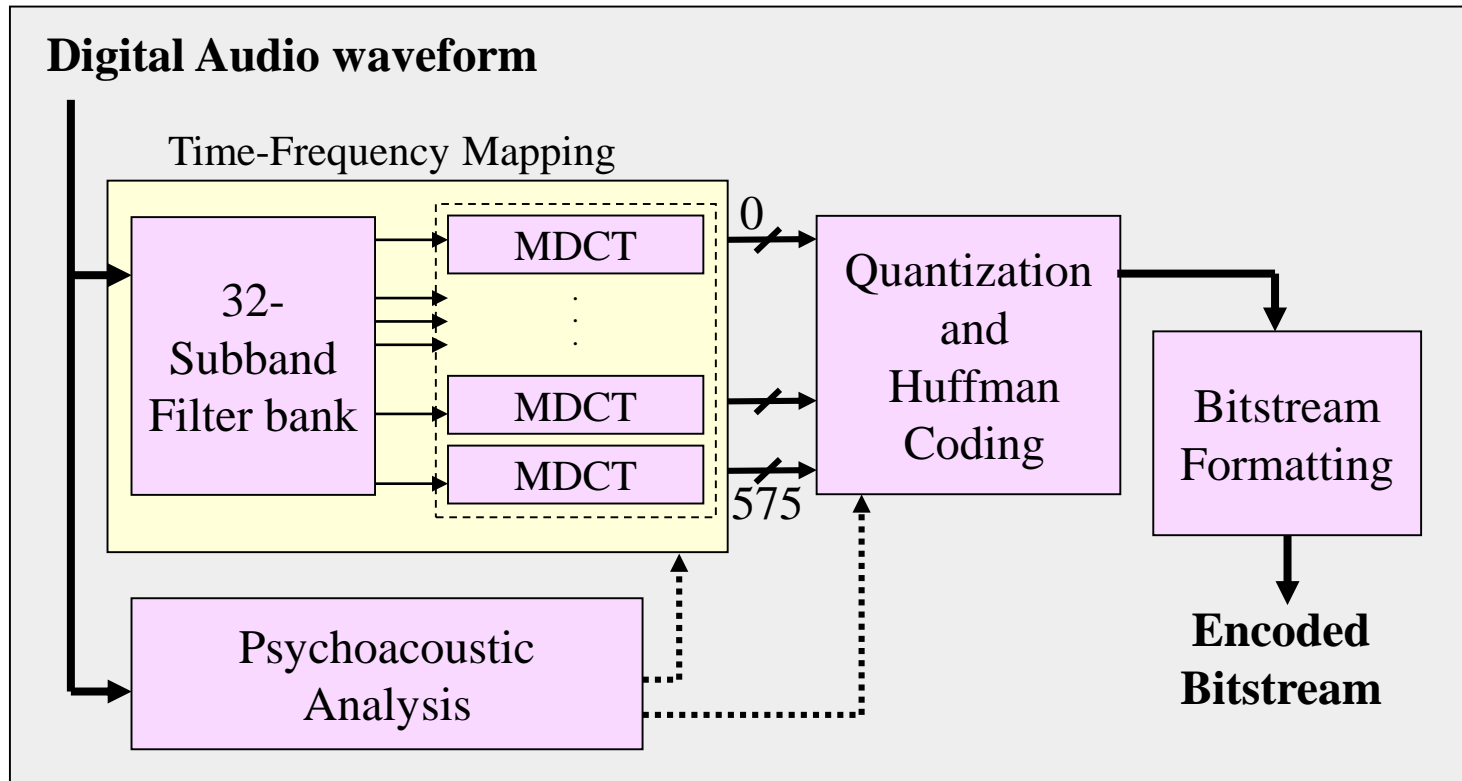 Digital Audio waveform
Time-Frequency Mapping
32-
Subband
Filter bank
MDCT
MDCT
MDCT
0
575
Quantization
and
Huffman
Coding
Bitstream
Formatting
Psychoacoustic
Analysis
Encoded
Bitstream